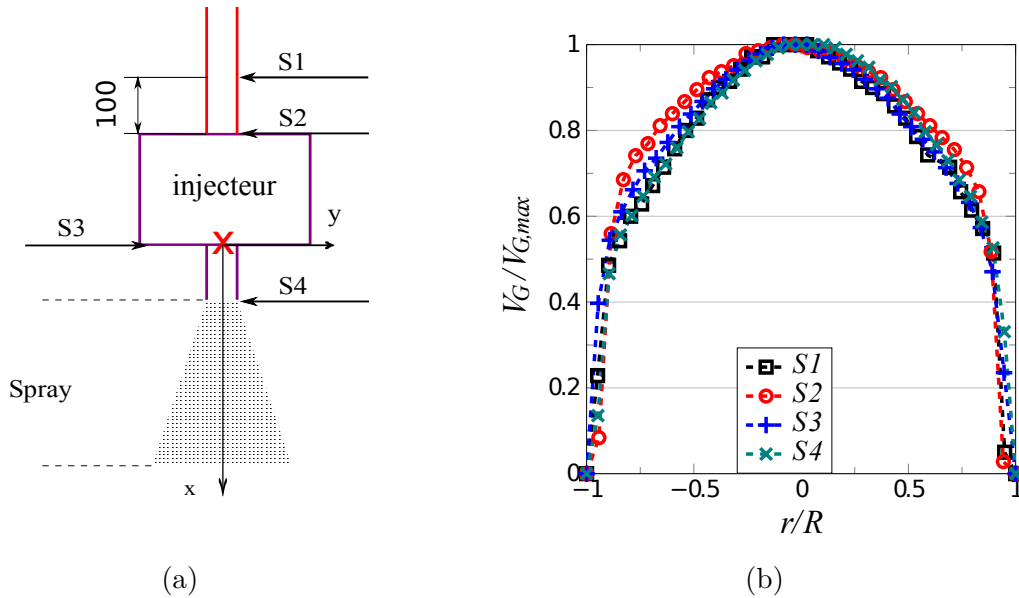 S1
100
S2
injecteur
y
S3
S4
Spray
x
(a)
V_G/V_{G,max}
1
0.8
0.6
0.4
0.2
0
S1
S2
S3
S4
−1 −0.5 0 0.5 1
r/R
(b)